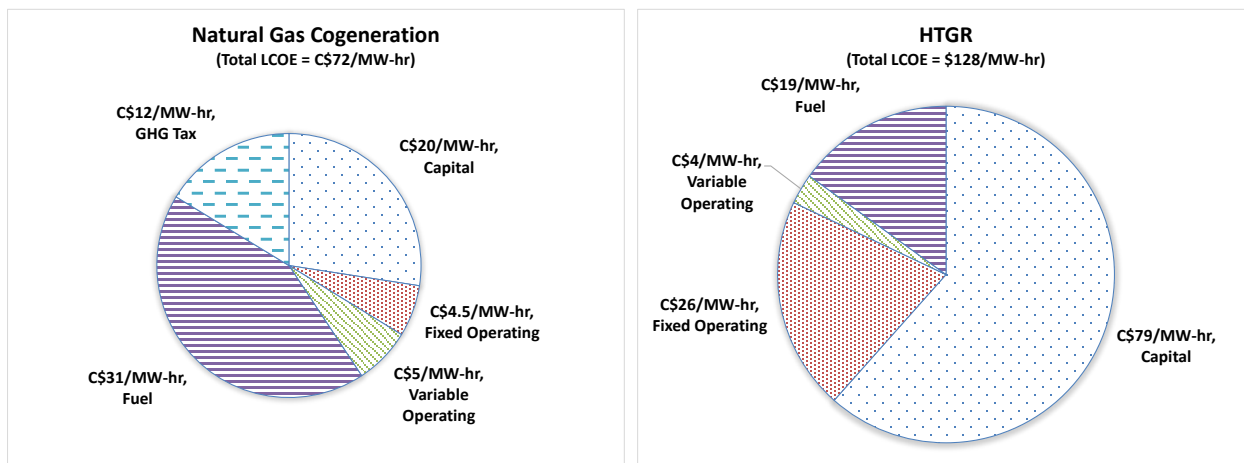 Natural Gas Cogeneration
(Total LCOE = C$72/MW-hr)
C$12/MW-hr,
GHG Tax
C$20/MW-hr,
Capital
C$4.5/MW-hr,
Fixed Operating
C$5/MW-hr,
Variable
Operating
C$31/MW-hr,
Fuel
HTGR
(Total LCOE = $128/MW-hr)
C$19/MW-hr,
Fuel
C$4/MW-hr,
Variable
Operating
C$26/MW-hr,
Fixed Operating
C$79/MW-hr,
Capital